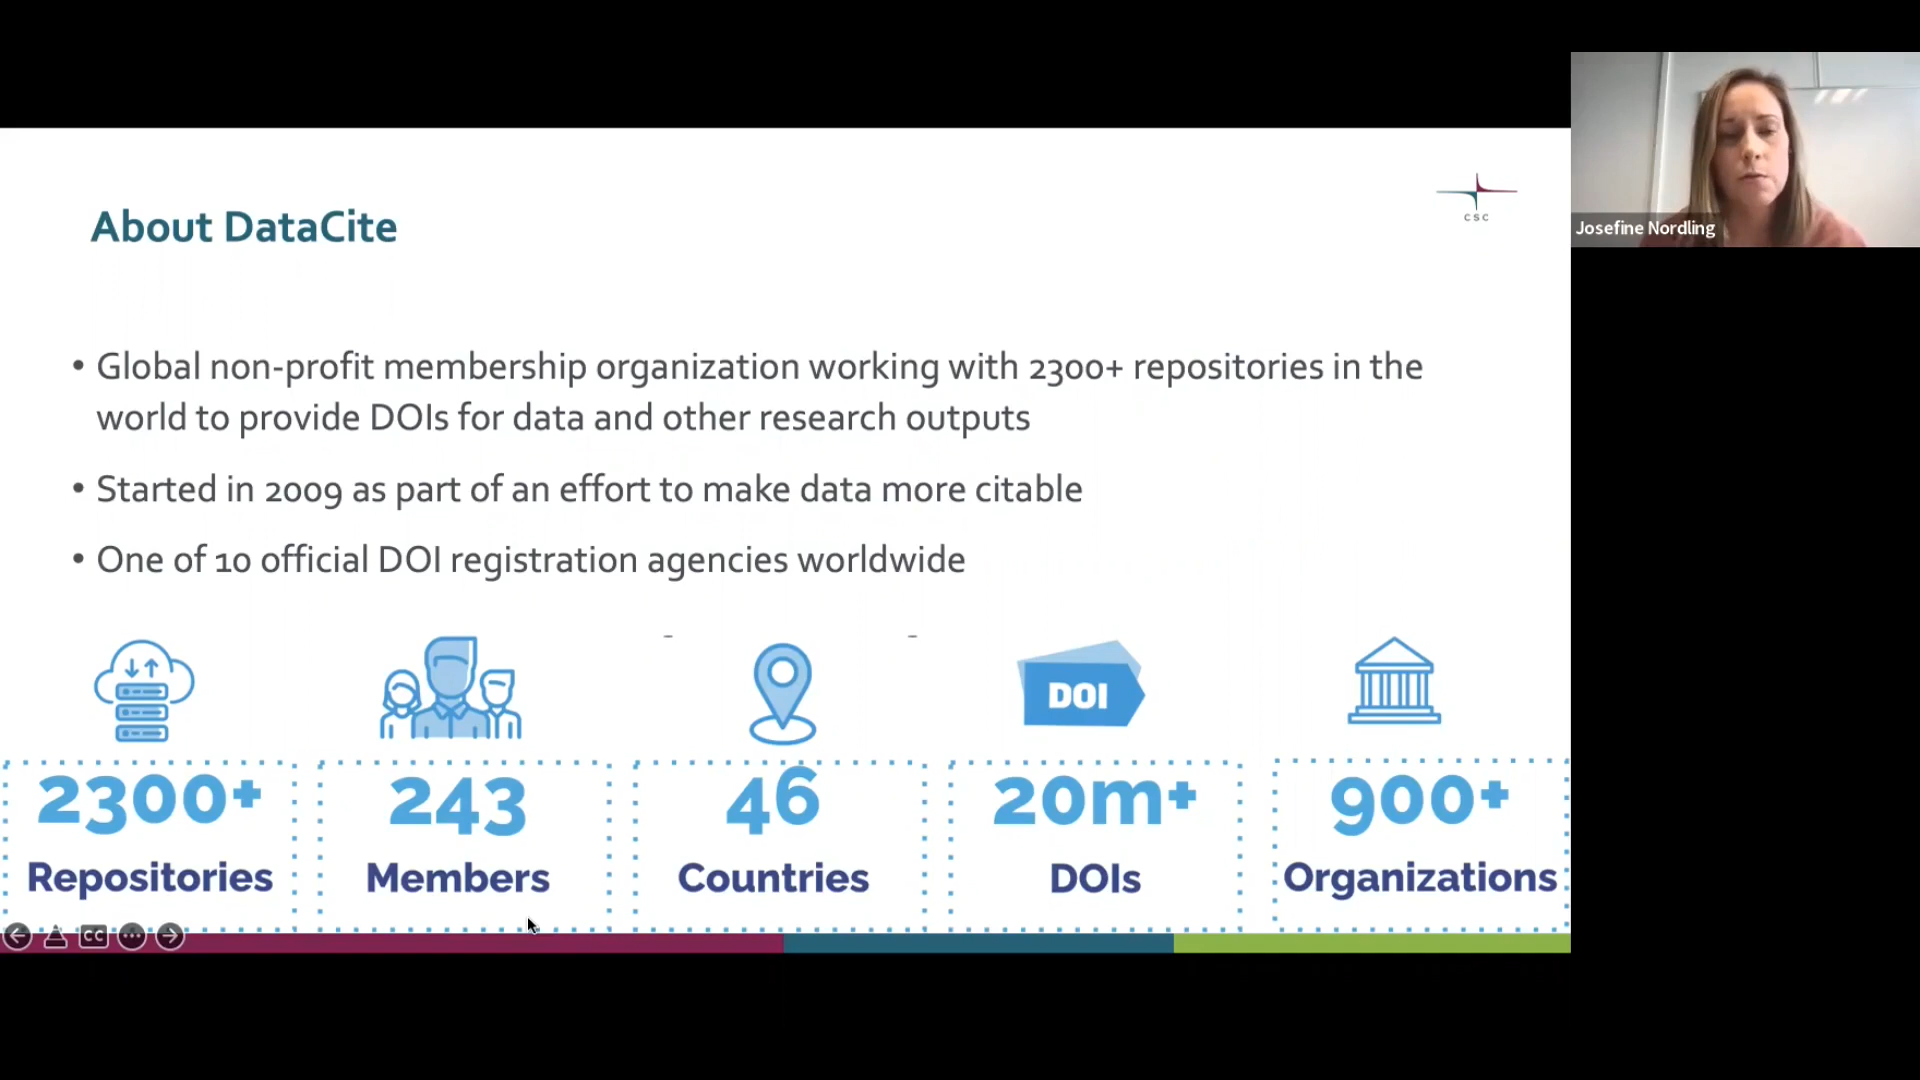 About DataCite
CSC
Josefine Nordling
• Global non-profit membership organization working with 2300+ repositories in the
world to provide DOIs for data and other research outputs
• Started in 2009 as part of an effort to make data more citable
• One of 10 official DOI registration agencies worldwide
DOI
2300+
Repositories
243
Members
46
Countries
20m+
DOIs
900+
Organizations
CC